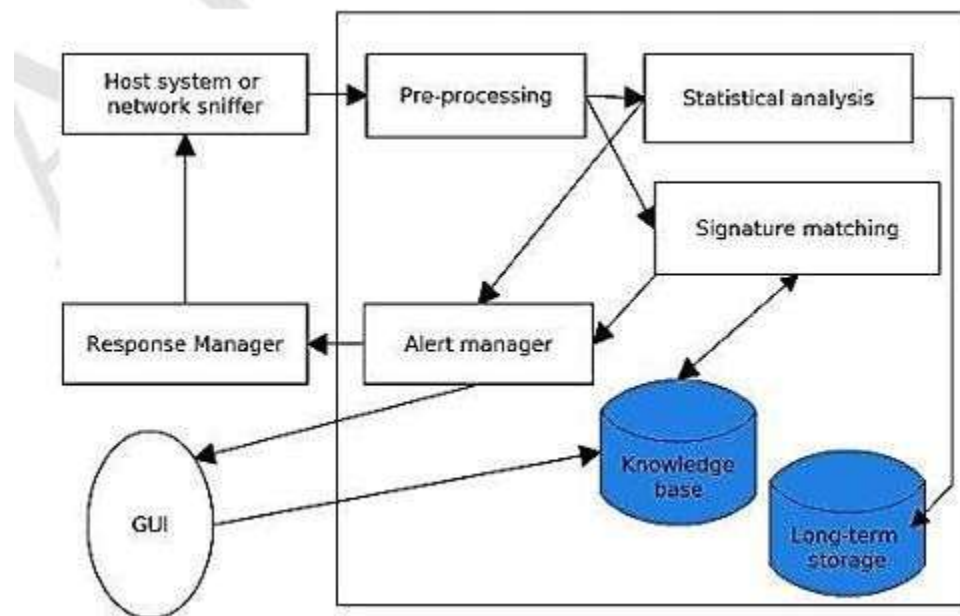 Host system or
network sniffer
Pre-processing
Statistical analysis
Signature matching
Response Manager
Alert manager
Knowledge
base
GUI
Long-term
storage